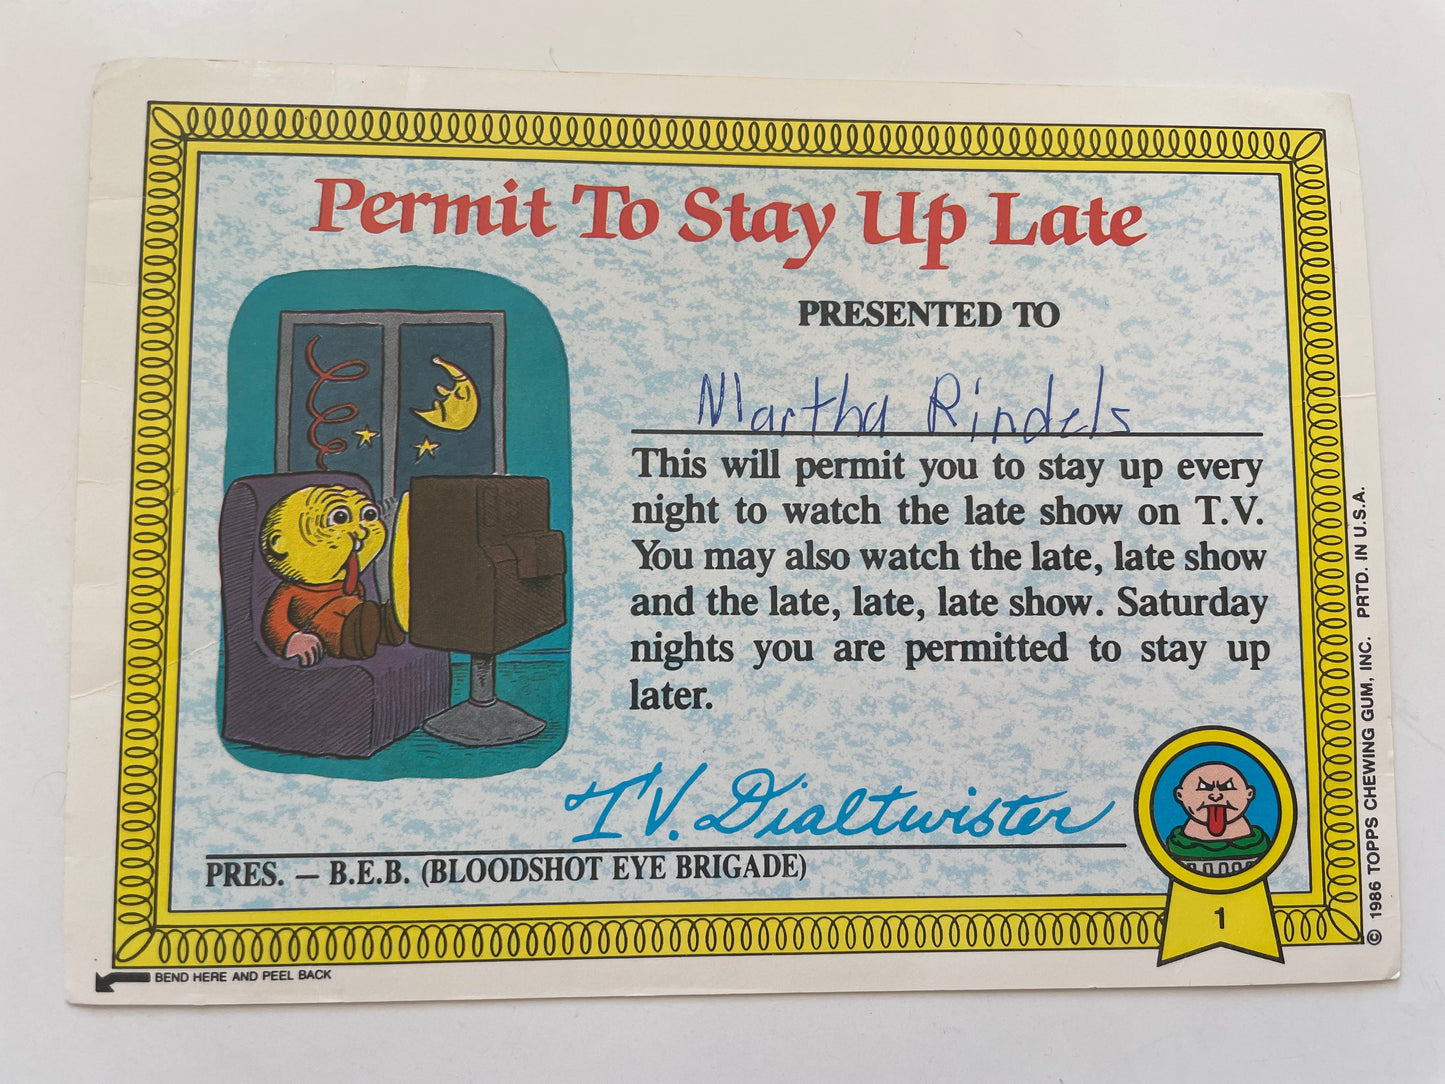 Permit To Stay Up Late
PRESENTED TO
Martha Rindels
This will permit you to stay up every
night to watch the late show on T.V.
You may also watch the late, late show
and the late, late, late show. Saturday
nights you are permitted to stay up
later.
T.V. Dialtwister
PRES. — B.E.B. (BLOODSHOT EYE BRIGADE)
1
BEND HERE AND PEEL BACK
© 1986 TOPPS CHEWING GUM, INC. PRTD. IN U.S.A.